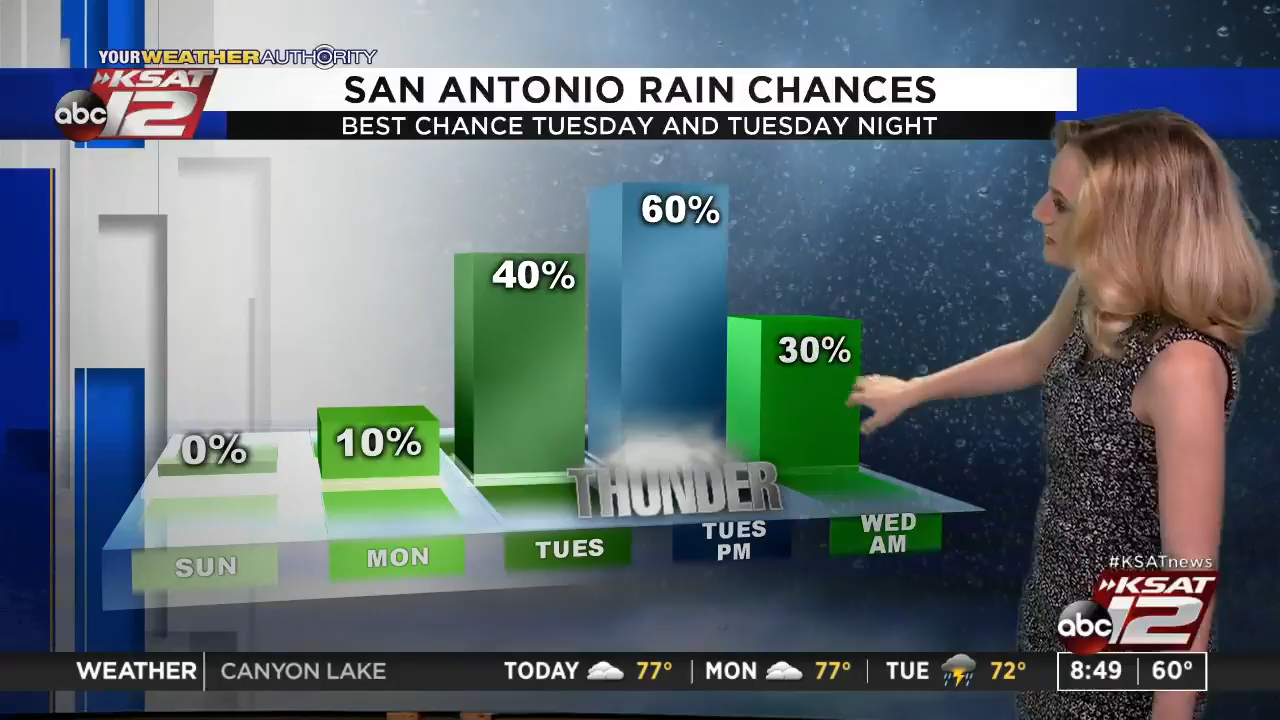 YOURWEATHERAUTHORITY
KSAT
abc 12
SAN ANTONIO RAIN CHANCES
BEST CHANCE TUESDAY AND TUESDAY NIGHT
0%
10%
40%
60%
30%
THUNDER
SUN
MON
TUES
TUES
PM
WED
AM
#KSATnews
KSAT
abc 12
WEATHER CANYON LAKE TODAY 77° MON 77° TUE 72° 8:49 60°